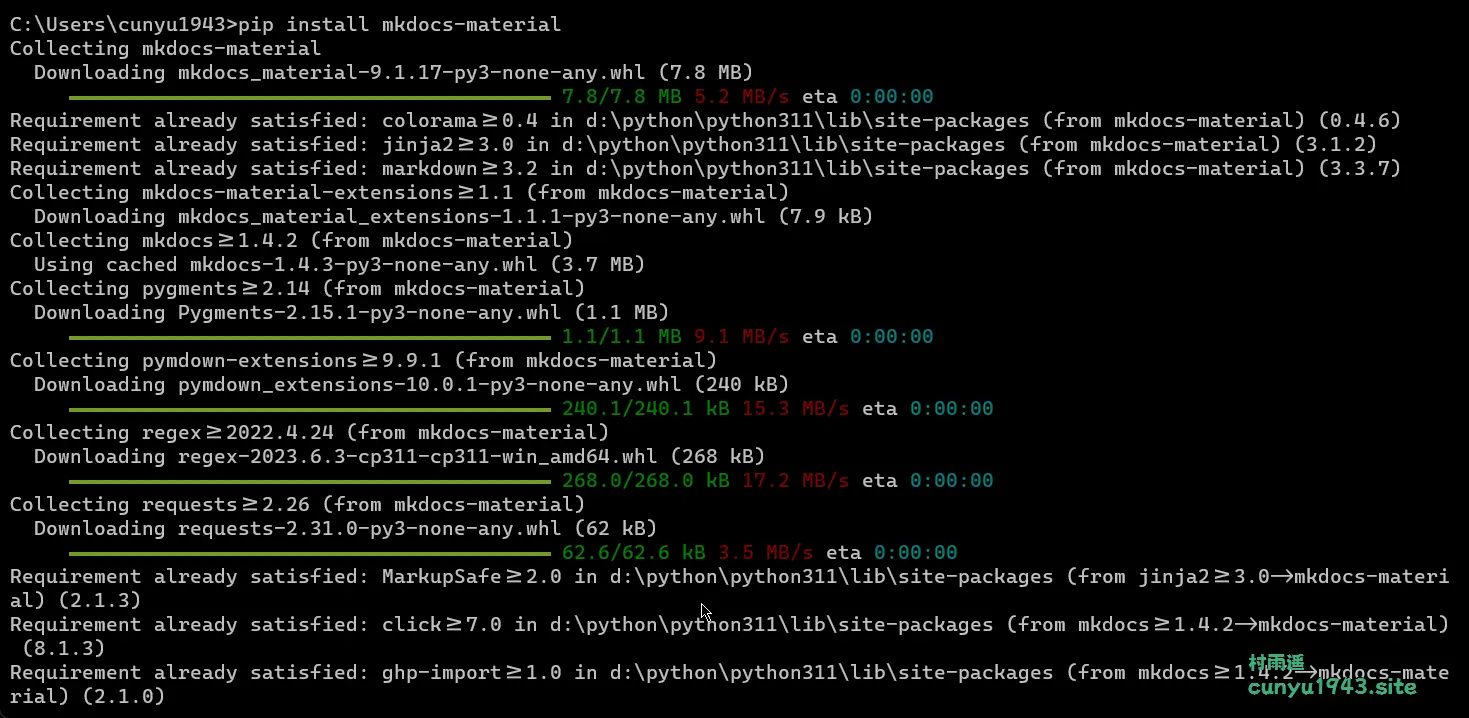 C:\Users\cunyu1943>pip install mkdocs-material
Collecting mkdocs-material
  Downloading mkdocs_material-9.1.17-py3-none-any.whl (7.8 MB)
     7.8/7.8 MB 5.2 MB/s eta 0:00:00
Requirement already satisfied: colorama≥0.4 in d:\python\python311\lib\site-packages (from mkdocs-material) (0.4.6)
Requirement already satisfied: jinja2≥3.0 in d:\python\python311\lib\site-packages (from mkdocs-material) (3.1.2)
Requirement already satisfied: markdown≥3.2 in d:\python\python311\lib\site-packages (from mkdocs-material) (3.3.7)
Collecting mkdocs-material-extensions≥1.1 (from mkdocs-material)
  Downloading mkdocs_material_extensions-1.1.1-py3-none-any.whl (7.9 kB)
Collecting mkdocs≥1.4.2 (from mkdocs-material)
  Using cached mkdocs-1.4.3-py3-none-any.whl (3.7 MB)
Collecting pygments≥2.14 (from mkdocs-material)
  Downloading Pygments-2.15.1-py3-none-any.whl (1.1 MB)
     1.1/1.1 MB 9.1 MB/s eta 0:00:00
Collecting pymdown-extensions≥9.9.1 (from mkdocs-material)
  Downloading pymdown_extensions-10.0.1-py3-none-any.whl (240 kB)
     240.1/240.1 kB 15.3 MB/s eta 0:00:00
Collecting regex≥2022.4.24 (from mkdocs-material)
  Downloading regex-2023.6.3-cp311-cp311-win_amd64.whl (268 kB)
     268.0/268.0 kB 17.2 MB/s eta 0:00:00
Collecting requests≥2.26 (from mkdocs-material)
  Downloading requests-2.31.0-py3-none-any.whl (62 kB)
     62.6/62.6 kB 3.5 MB/s eta 0:00:00
Requirement already satisfied: MarkupSafe≥2.0 in d:\python\python311\lib\site-packages (from jinja2≥3.0→mkdocs-materi
al) (2.1.3)
Requirement already satisfied: click≥7.0 in d:\python\python311\lib\site-packages (from mkdocs≥1.4.2→mkdocs-material)
 (8.1.3)
Requirement already satisfied: ghp-import≥1.0 in d:\python\python311\lib\site-packages (from mkdocs≥1.4.2→mkdocs-mate
rial) (2.1.0)
村雨遥
cunyu1943.site